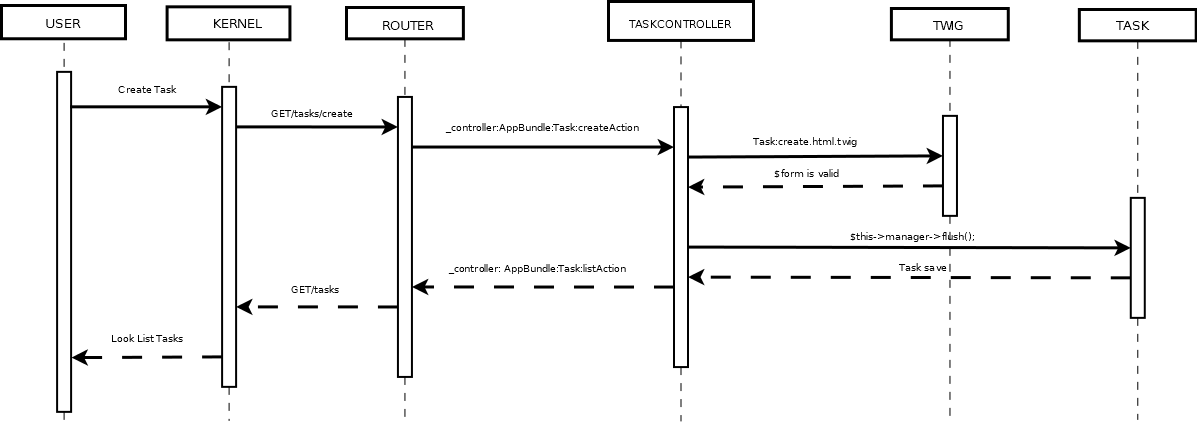 USER
KERNEL
ROUTER
TASKCONTROLLER
TWIG
TASK
Create Task
GET/tasks/create
_controller:AppBundle:Task:createAction
Task:create.html.twig
$form is valid
$this->manager->flush();
Task save
_controller: AppBundle:Task:listAction
GET/tasks
Look List Tasks